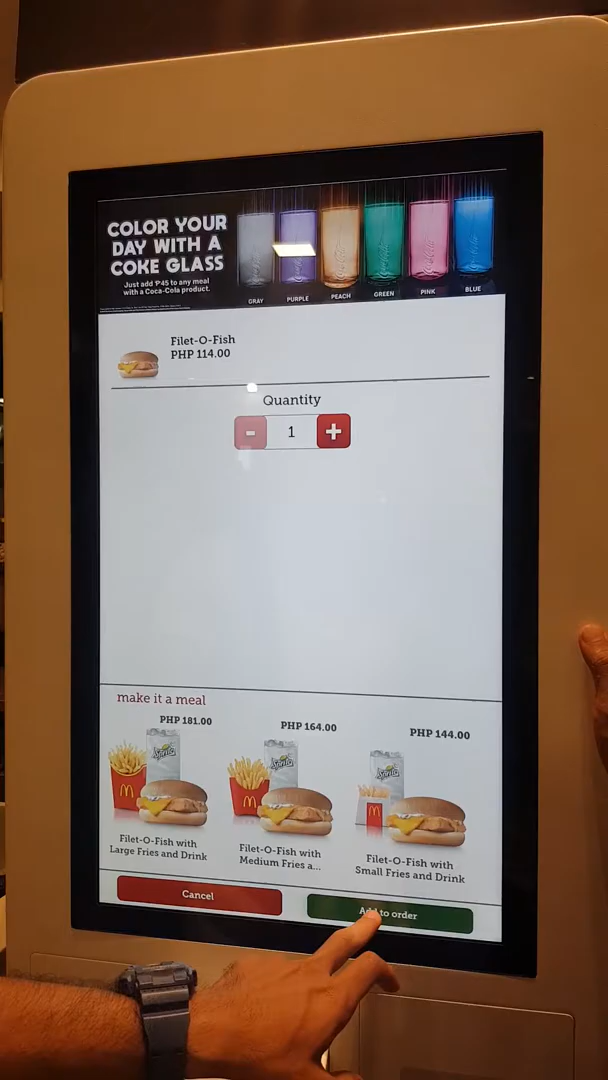 COLOR YOUR
DAY WITH A
COKE GLASS
Just add ₱45 to any meal
with a Coca-Cola product.
GRAY
PURPLE
PEACH
GREEN
PINK
BLUE
Filet-O-Fish
PHP 114.00
Quantity
- 1 +
make it a meal
PHP 181.00
PHP 164.00
PHP 144.00
Filet-O-Fish with
Large Fries and Drink
Filet-O-Fish with
Medium Fries a...
Filet-O-Fish with
Small Fries and Drink
Cancel
Add to order